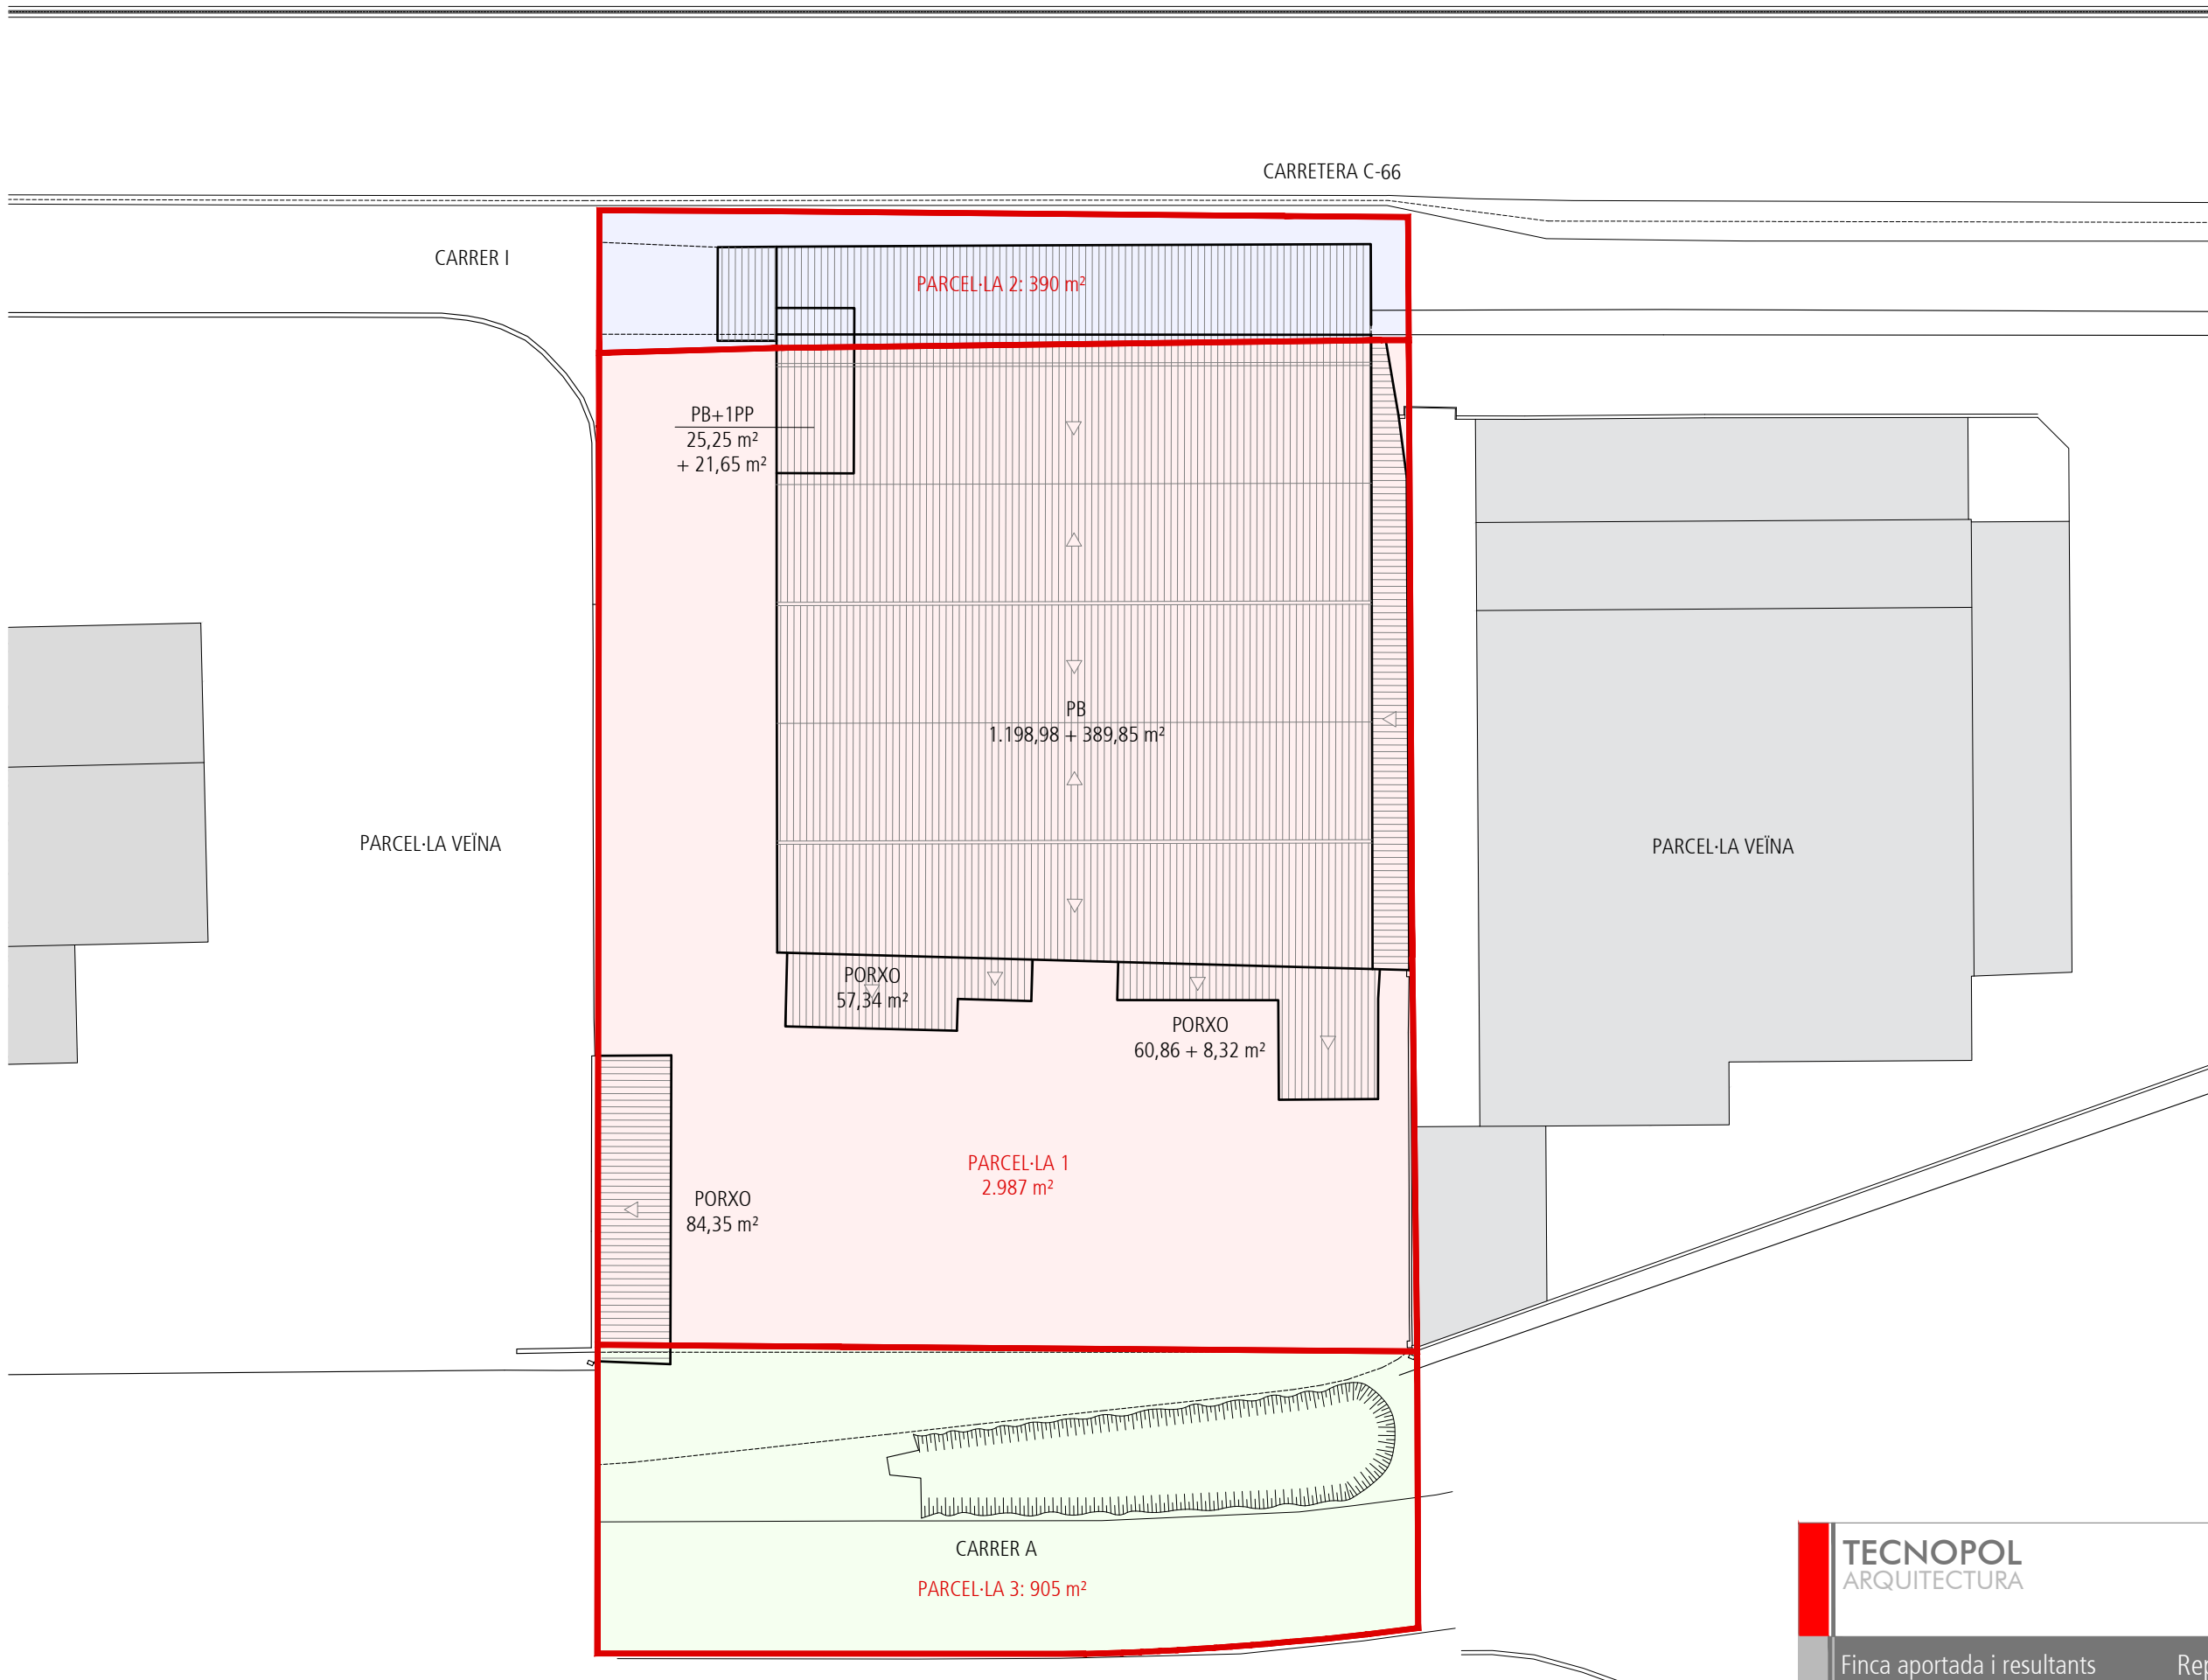 CARRETERA C-66
CARRER I
PARCEL·LA 2: 390 m²
PB+1PP
25,25 m²
+ 21,65 m²
PB
1.198,98 + 389,85 m²
PARCEL·LA VEÏNA
PARCEL·LA VEÏNA
PORXO
57,34 m²
PORXO
60,86 + 8,32 m²
PARCEL·LA 1
2.987 m²
PORXO
84,35 m²
CARRER A
PARCEL·LA 3: 905 m²
TECNOPOL
ARQUITECTURA
Finca aportada i resultants